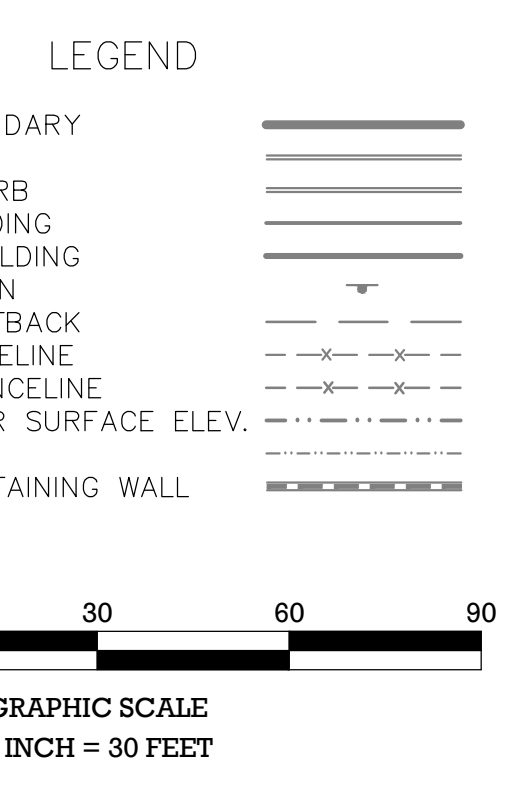 LEGEND
DARY
RB
DING
LDING
N
TBACK
ELINE
NCELINE
R SURFACE ELEV.
TAINING WALL
30 60 90
GRAPHIC SCALE
INCH = 30 FEET